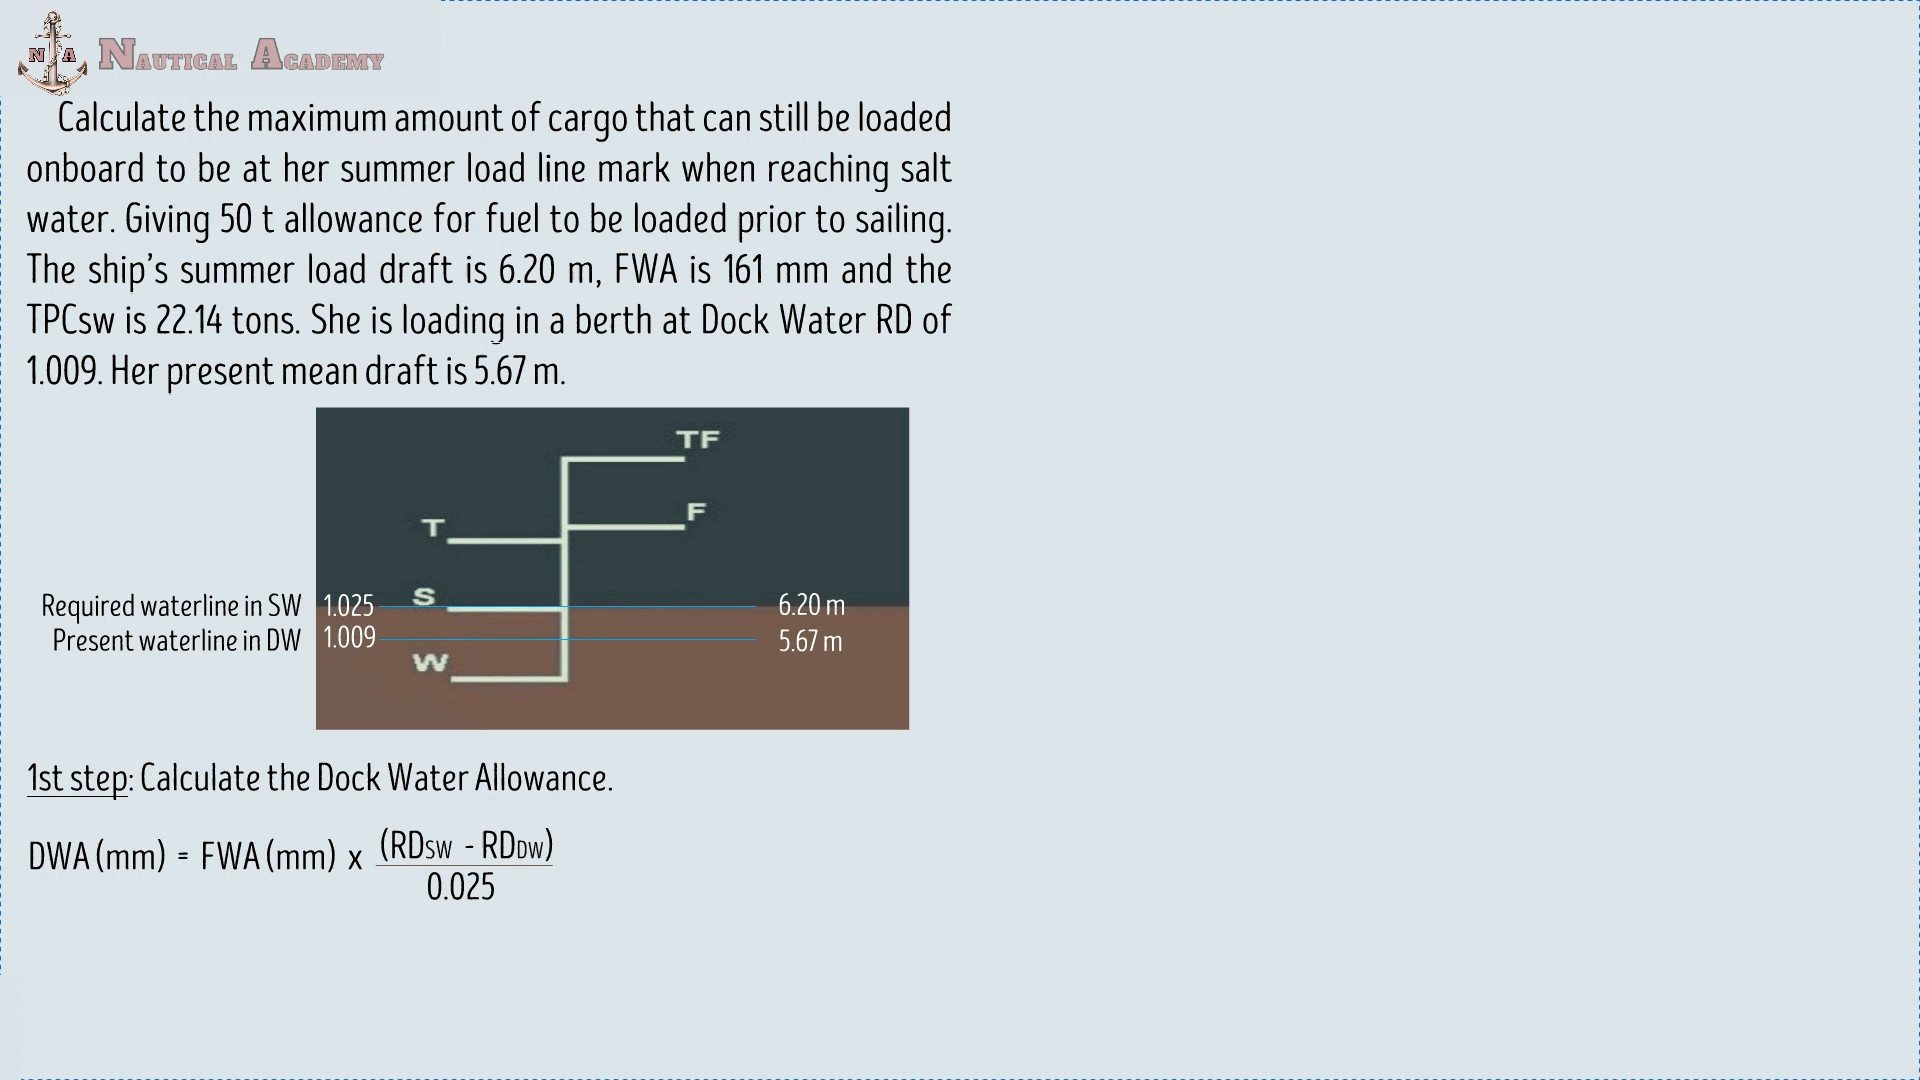 N A NAUTICAL ACADEMY
Calculate the maximum amount of cargo that can still be loaded
onboard to be at her summer load line mark when reaching salt
water. Giving 50 t allowance for fuel to be loaded prior to sailing.
The ship's summer load draft is 6.20 m, FWA is 161 mm and the
TPCsw is 22.14 tons. She is loading in a berth at Dock Water RD of
1.009. Her present mean draft is 5.67 m.
TF
F
T
S
Required waterline in SW 1.025 6.20 m
Present waterline in DW 1.009 5.67 m
W
1st step: Calculate the Dock Water Allowance.
DWA (mm) = FWA (mm) x (RDSW - RDDW)
0.025